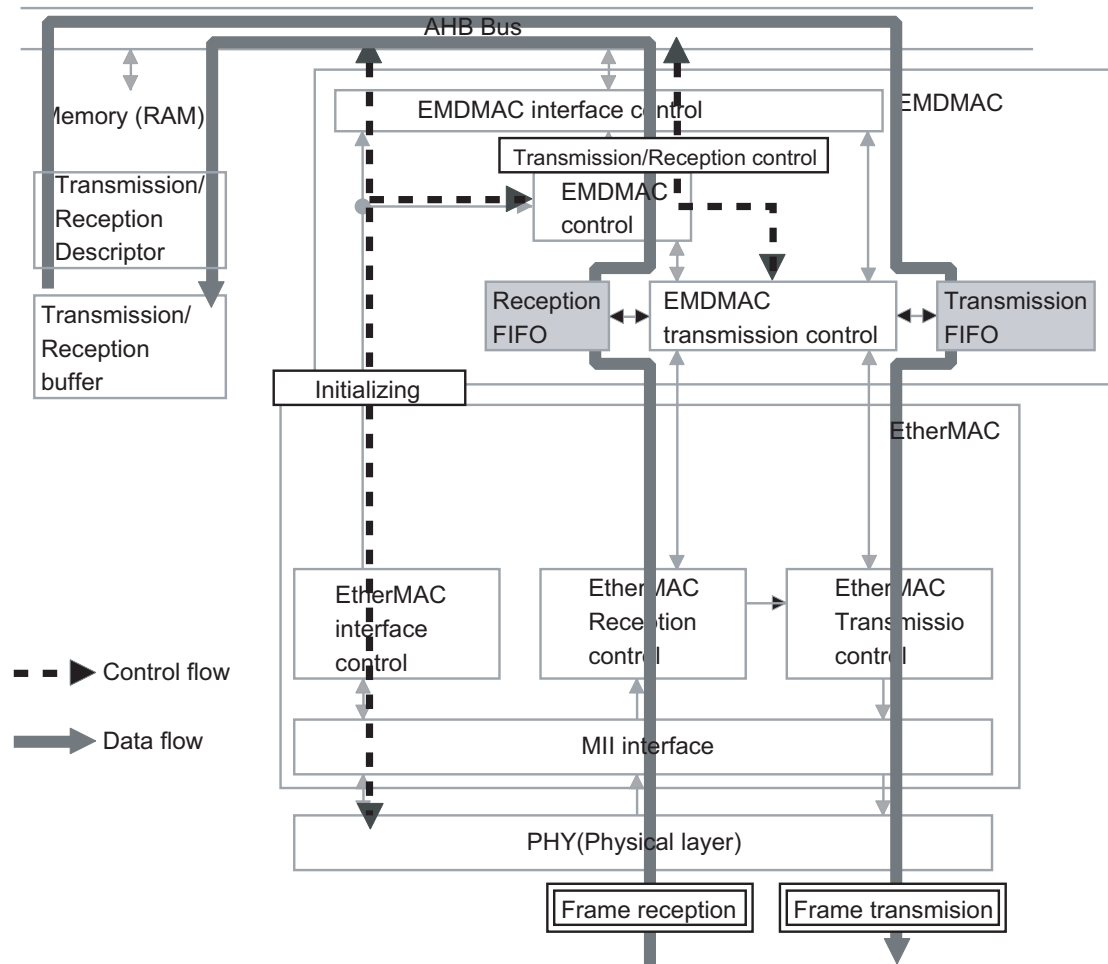 AHB Bus
Memory (RAM)
EMDMAC
EMDMAC interface control
Transmission/Reception control
Transmission/
Reception
Descriptor
EMDMAC
control
Transmission/
Reception
buffer
Reception
FIFO
EMDMAC
transmission control
Transmission
FIFO
Initializing
EtherMAC
EtherMAC
interface
control
EtherMAC
Reception
control
EtherMAC
Transmissio
control
Control flow
Data flow
MII interface
PHY(Physical layer)
Frame reception
Frame transmision